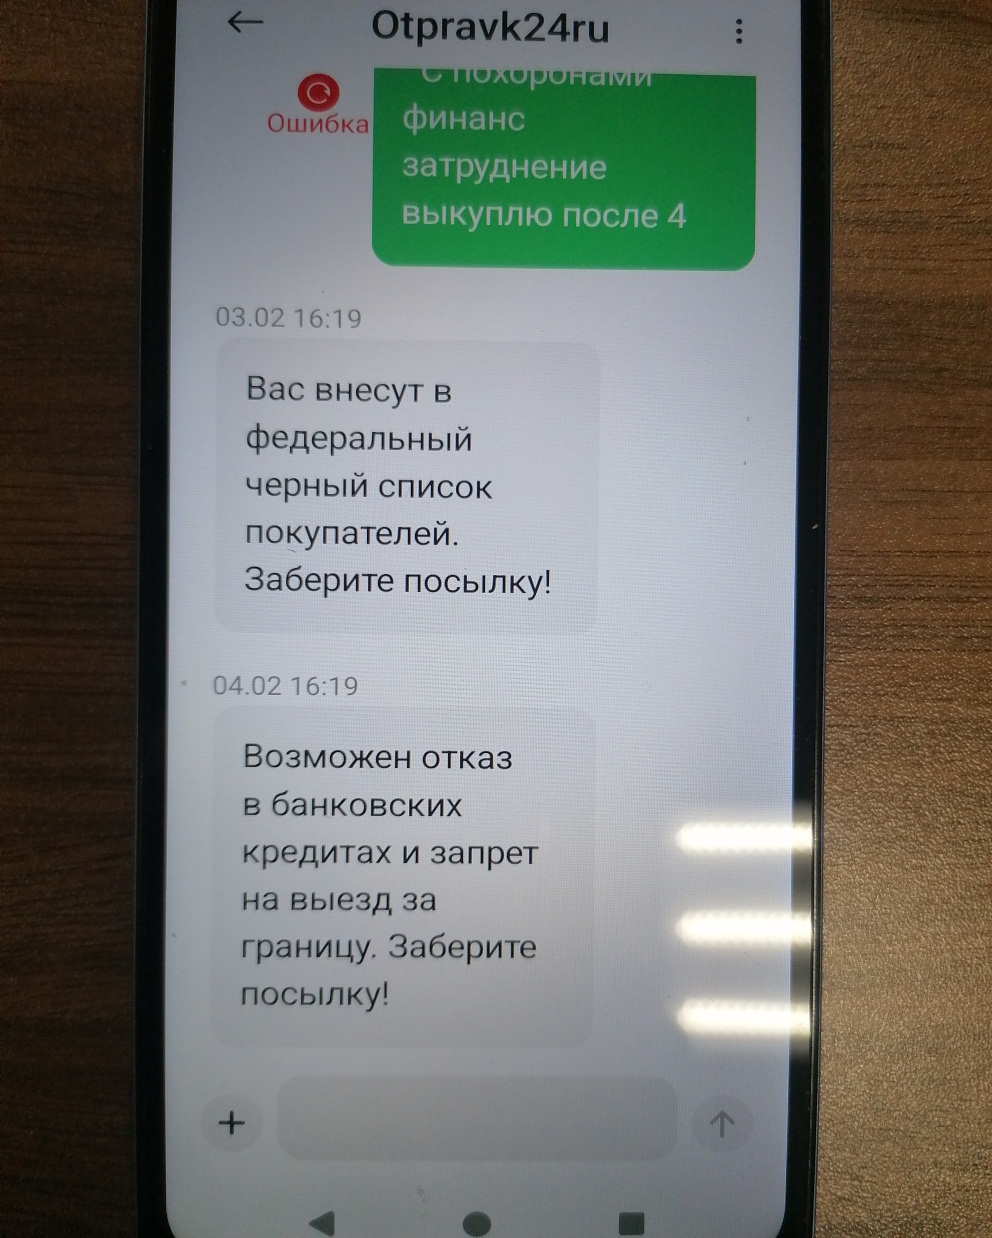 Otpravk24ru
С похоронами
Ошибка
финанс
затруднение
выкуплю после 4
03.02 16:19
Вас внесут в
федеральный
черный список
покупателей.
Заберите посылку!
04.02 16:19
Возможен отказ
в банковских
кредитах и запрет
на выезд за
границу. Заберите
посылку!